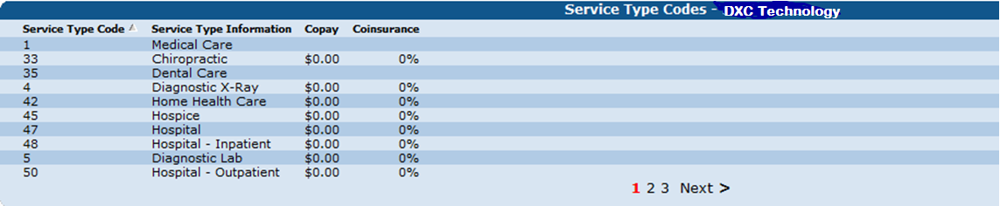 Service Type Codes - DXC Technology
Service Type Code Service Type Information Copay Coinsurance
1 Medical Care
33 Chiropractic $0.00 0%
35 Dental Care
4 Diagnostic X-Ray $0.00 0%
42 Home Health Care $0.00 0%
45 Hospice $0.00 0%
47 Hospital $0.00 0%
48 Hospital - Inpatient $0.00 0%
5 Diagnostic Lab $0.00 0%
50 Hospital - Outpatient $0.00 0%
1 2 3 Next >